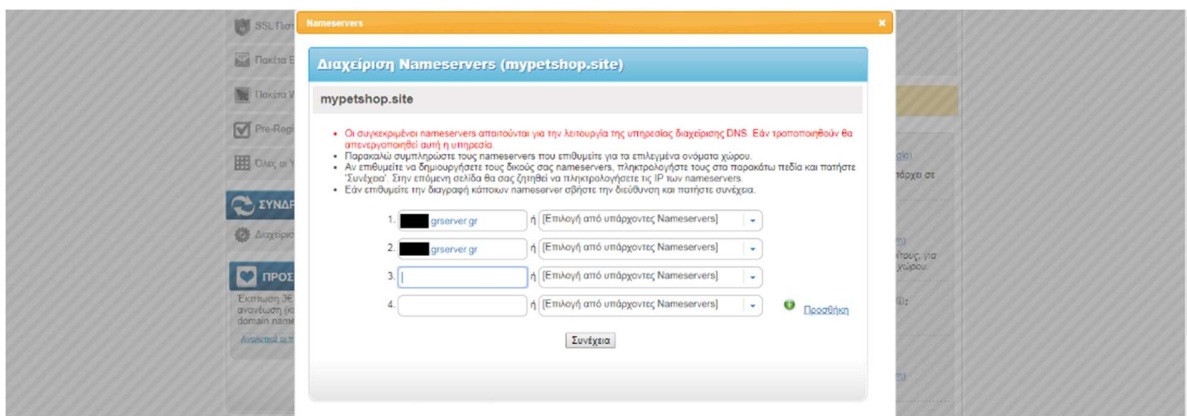 Nameservers
Διαχείριση Nameservers (mypetshop.site)
mypetshop.site
Οι συγκεκριμένοι nameservers απαιτούνται για την λειτουργία της υπηρεσίας διαχείρισης DNS. Εάν τροποποιηθούν θα
απενεργοποιηθεί αυτή η υπηρεσία
Παρακαλώ συμπληρώστε τους nameservers που επιθυμείτε για τα επιλεγμένα ονόματα χώρου.
Αν επιθυμείτε να δημιουργήσετε τους δικούς σας nameservers, πληκτρολογήστε τους στα παρακάτω πεδία και πατήστε
'Συνέχεια'. Στην επόμενη σελίδα θα σας ζητηθεί να πληκτρολογήσετε τις IP των nameservers.
Εάν επιθυμείτε την διαγραφή κάποιων nameserver σβήστε την διεύθυνση και πατήστε συνέχεια.
1. grserver.gr ή [Επιλογή από υπάρχοντες Nameservers]
2. grserver.gr ή [Επιλογή από υπάρχοντες Nameservers]
3. ή [Επιλογή από υπάρχοντες Nameservers]
4. ή [Επιλογή από υπάρχοντες Nameservers] Προσθήκη
Συνέχεια
SSL
Πακέτα
Πακέτα
Pre-Regi
ΣΥΝΔ
ΠΡΟΣ
Έκπτωση 3€
domain name